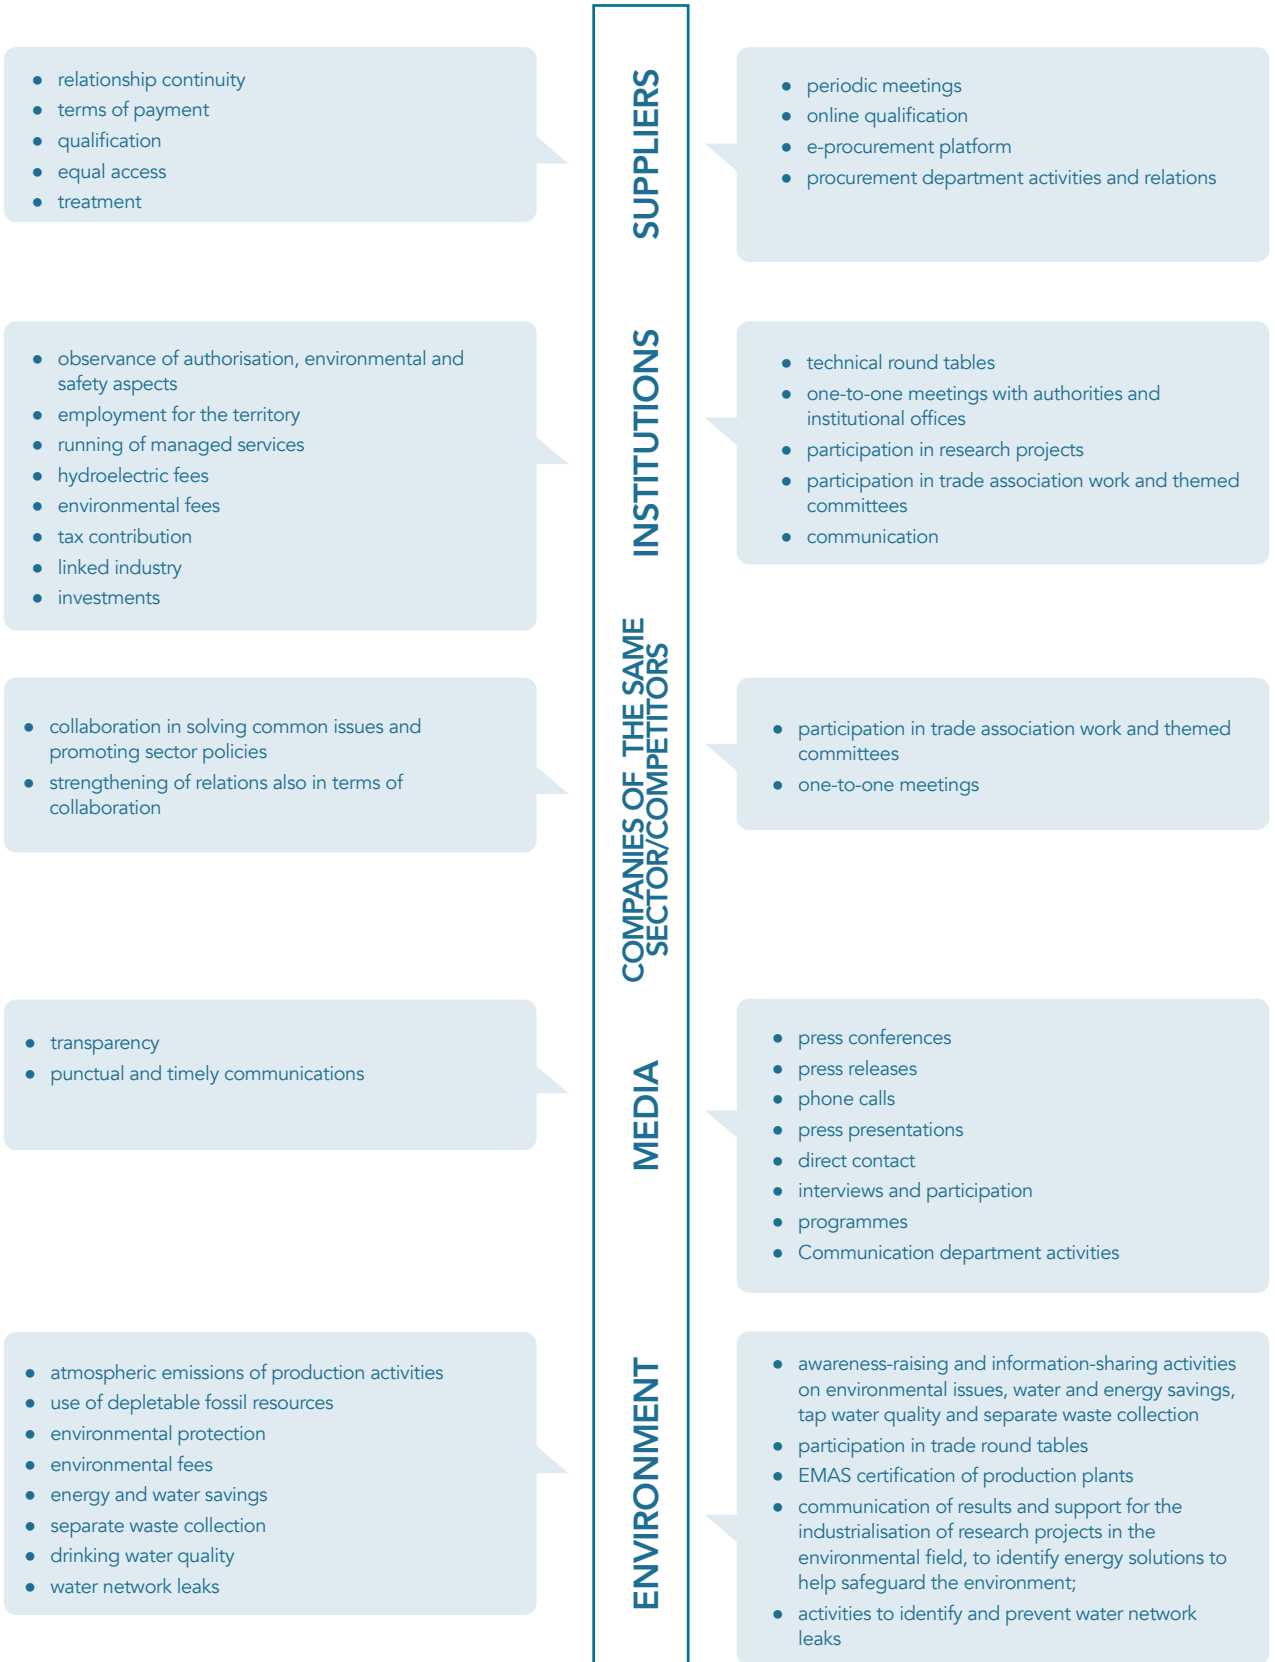 ● relationship continuity
● terms of payment
● qualification
● equal access
● treatment
SUPPLIERS
● periodic meetings
● online qualification
● e-procurement platform
● procurement department activities and relations
● observance of authorisation, environmental and
safety aspects
● employment for the territory
● running of managed services
● hydroelectric fees
● environmental fees
● tax contribution
● linked industry
● investments
INSTITUTIONS
● technical round tables
● one-to-one meetings with authorities and
institutional offices
● participation in research projects
● participation in trade association work and themed
committees
● communication
● collaboration in solving common issues and
promoting sector policies
● strengthening of relations also in terms of
collaboration
COMPANIES OF THE SAME
SECTOR/COMPETITORS
● participation in trade association work and themed
committees
● one-to-one meetings
● transparency
● punctual and timely communications
MEDIA
● press conferences
● press releases
● phone calls
● press presentations
● direct contact
● interviews and participation
● programmes
● Communication department activities
● atmospheric emissions of production activities
● use of depletable fossil resources
● environmental protection
● environmental fees
● energy and water savings
● separate waste collection
● drinking water quality
● water network leaks
ENVIRONMENT
● awareness-raising and information-sharing activities
on environmental issues, water and energy savings,
tap water quality and separate waste collection
● participation in trade round tables
● EMAS certification of production plants
● communication of results and support for the
industrialisation of research projects in the
environmental field, to identify energy solutions to
help safeguard the environment;
● activities to identify and prevent water network
leaks